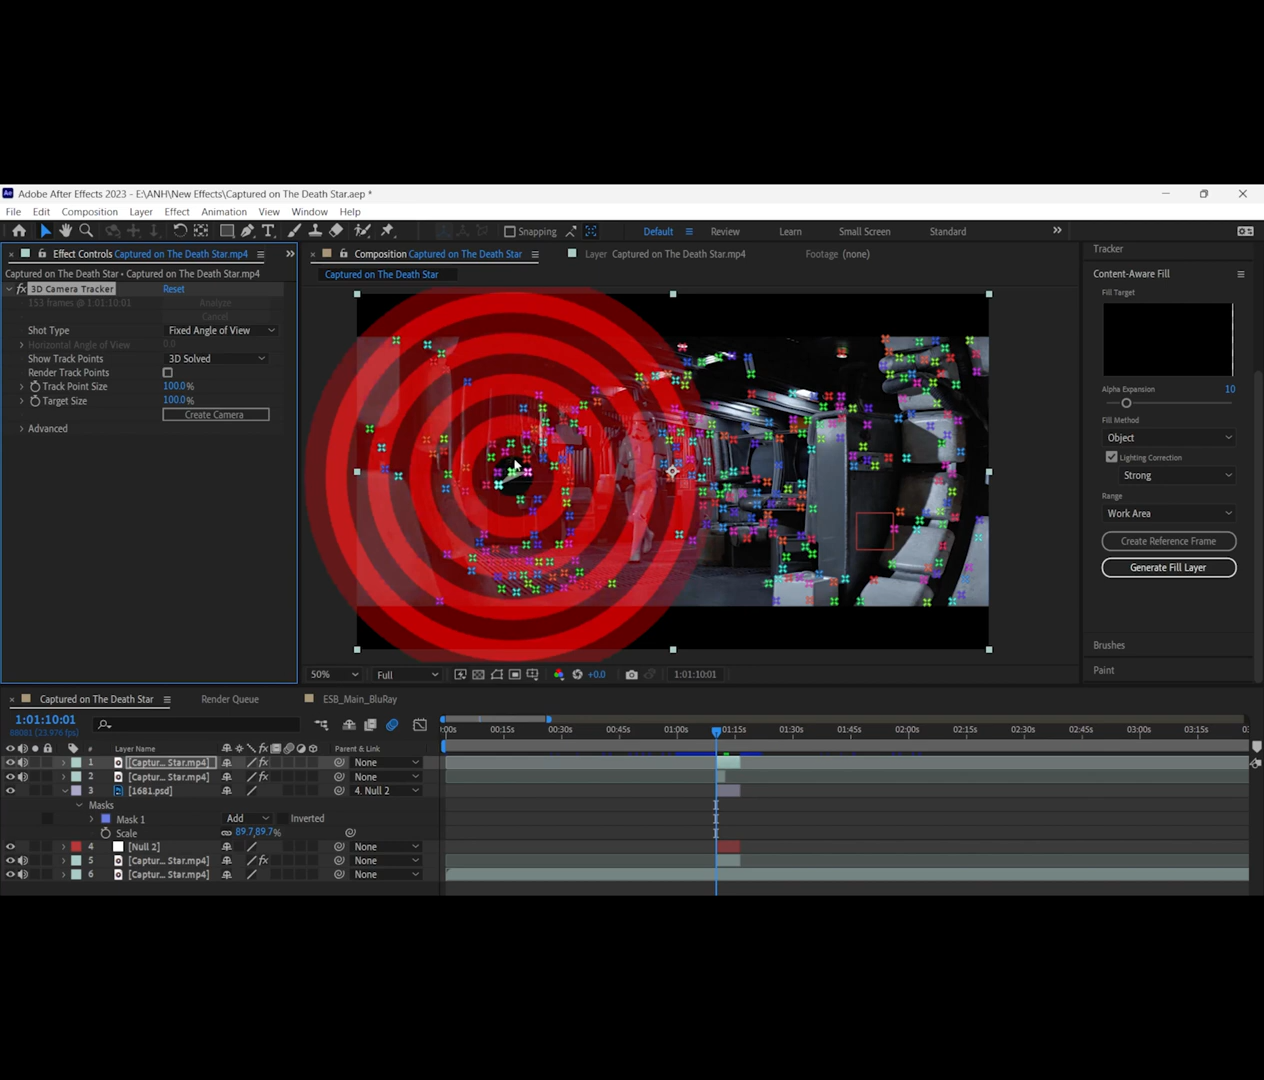 Ae Adobe After Effects 2023 - E:\ANH\New Effects\Captured on The Death Star.aep *
File Edit Composition Layer Effect Animation View Window Help
Snapping Default Review Learn Small Screen Standard
Effect Controls Captured on The Death Star.mp4
Composition Captured on The Death Star
Layer Captured on The Death Star.mp4
Footage (none)
Tracker
Captured on The Death Star • Captured on The Death Star.mp4
Captured on The Death Star
Content-Aware Fill
fx 3D Camera Tracker Reset
153 frames @ 1:01:10:01 Analyze
Cancel
Shot Type Fixed Angle of View
Horizontal Angle of View 0.0
Show Track Points 3D Solved
Render Track Points
Track Point Size 100.0%
Target Size 100.0%
Create Camera
Advanced
Fill Target
Alpha Expansion 10
Fill Method
Object
Lighting Correction
Strong
Range
Work Area
Create Reference Frame
Generate Fill Layer
Brushes
Paint
50% Full +0.0 1:01:10:01
Captured on The Death Star Render Queue ESB_Main_BluRay
1:01:10:01
88081 (23.976 fps)
:00s 00:15s 00:30s 00:45s 01:00s 01:15s 01:30s 01:45s 02:00s 02:15s 02:30s 02:45s 03:00s 03:15s 03
# Layer Name Parent & Link
1 [Captur... Star.mp4] fx None
2 [Captur... Star.mp4] fx None
3 [1681.psd] 4. Null 2
Masks
Mask 1 Add Inverted
Scale 89.7,89.7%
4 [Null 2] None
5 [Captur... Star.mp4] fx None
6 [Captur... Star.mp4] None